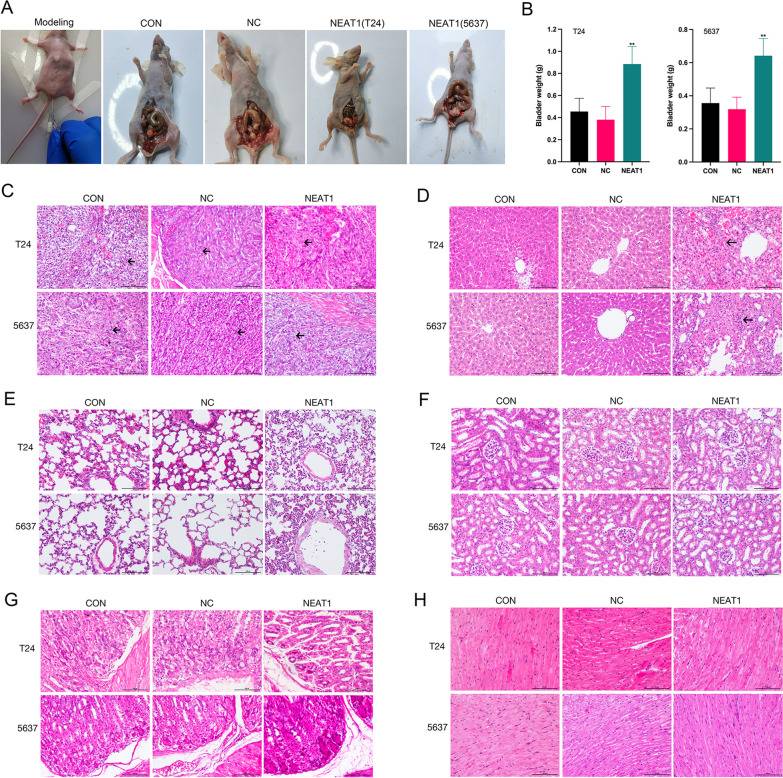 A
Modeling
CON
NC
NEAT1(T24)
NEAT1(5637)
B
T24
Bladder weight (g)
1.2
1.0
0.8
0.6
0.4
0.2
0.0
**
CON
NC
NEAT1
5637
Bladder weight (g)
0.8
0.6
0.4
0.2
0.0
**
CON
NC
NEAT1
C
CON
NC
NEAT1
T24
5637
D
CON
NC
NEAT1
T24
5637
E
CON
NC
NEAT1
T24
5637
F
CON
NC
NEAT1
T24
5637
G
CON
NC
NEAT1
T24
5637
H
CON
NC
NEAT1
T24
5637